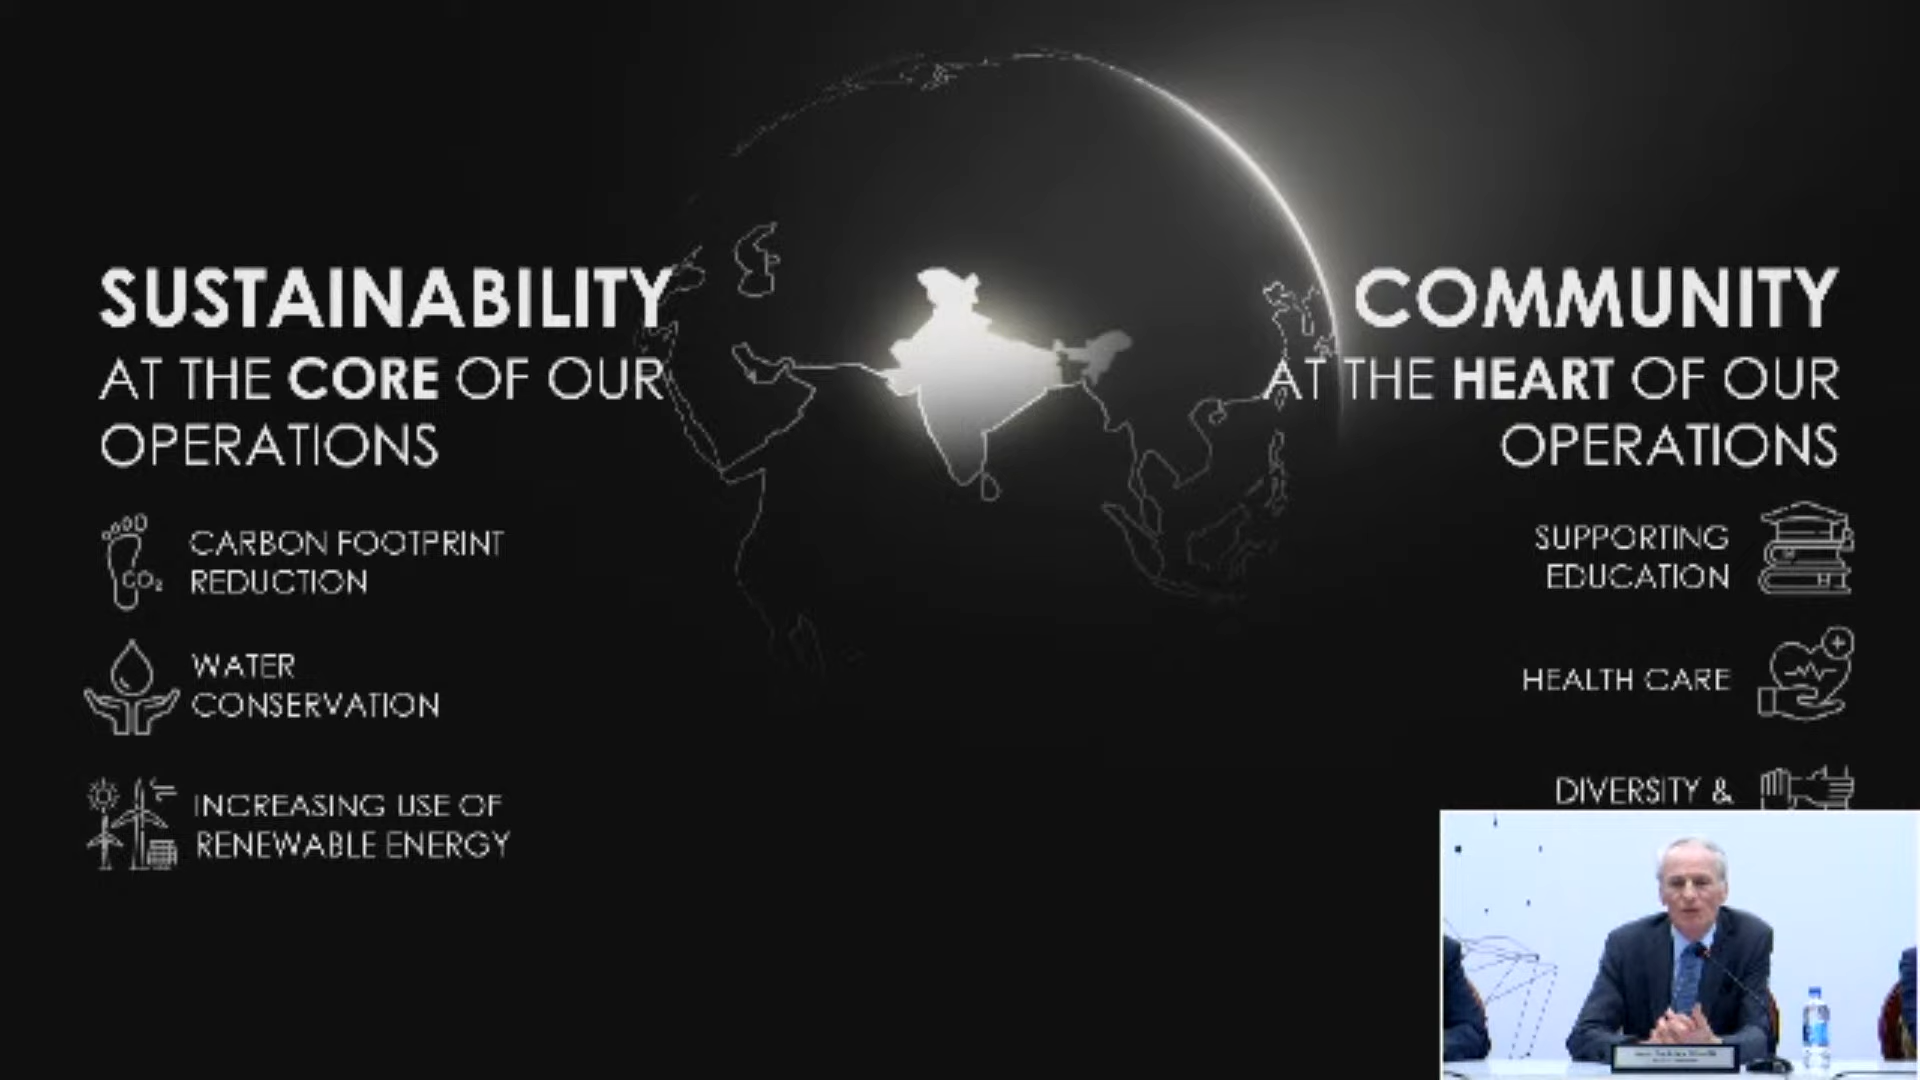 SUSTAINABILITY
AT THE CORE OF OUR
OPERATIONS
CARBON FOOTPRINT
REDUCTION
CO₂
WATER
CONSERVATION
INCREASING USE OF
RENEWABLE ENERGY
COMMUNITY
AT THE HEART OF OUR
OPERATIONS
SUPPORTING
EDUCATION
HEALTH CARE
DIVERSITY &